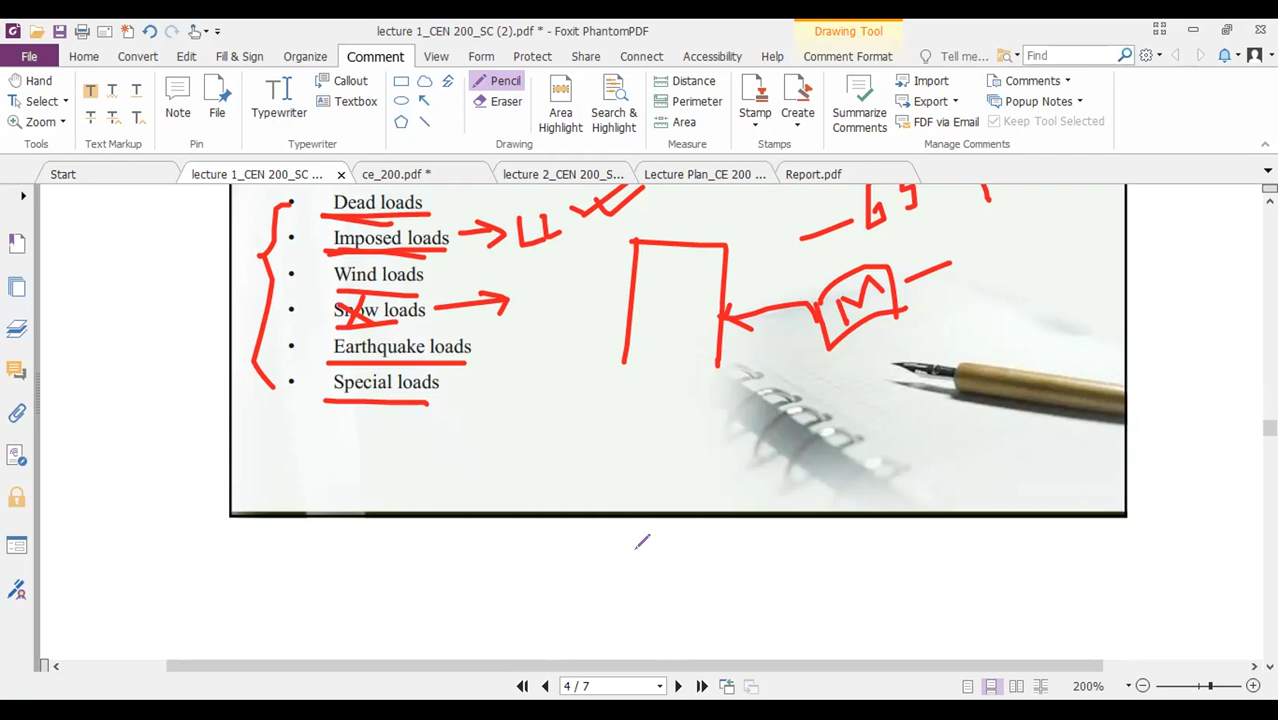 lecture 1_CEN 200_SC (2).pdf * - Foxit PhantomPDF
Drawing Tool
File Home Convert Edit Fill & Sign Organize Comment View Form Protect Share Connect Accessibility Help Comment Format Tell me... Find
Hand
Select
Zoom
Tools
Text Markup
Note
File
Pin
Typewriter
Callout
Textbox
Typewriter
Pencil
Eraser
Area Highlight
Search & Highlight
Drawing
Distance
Perimeter
Area
Measure
Stamp
Create
Stamps
Summarize Comments
Import
Export
FDF via Email
Comments
Popup Notes
Keep Tool Selected
Manage Comments
Start lecture 1_CEN 200_SC ... x ce_200.pdf * lecture 2_CEN 200_S... Lecture Plan_CE 200 ... Report.pdf
• Dead loads
• Imposed loads → LL
• Wind loads
• Snow loads
• Earthquake loads
• Special loads
M
4 / 7
200%